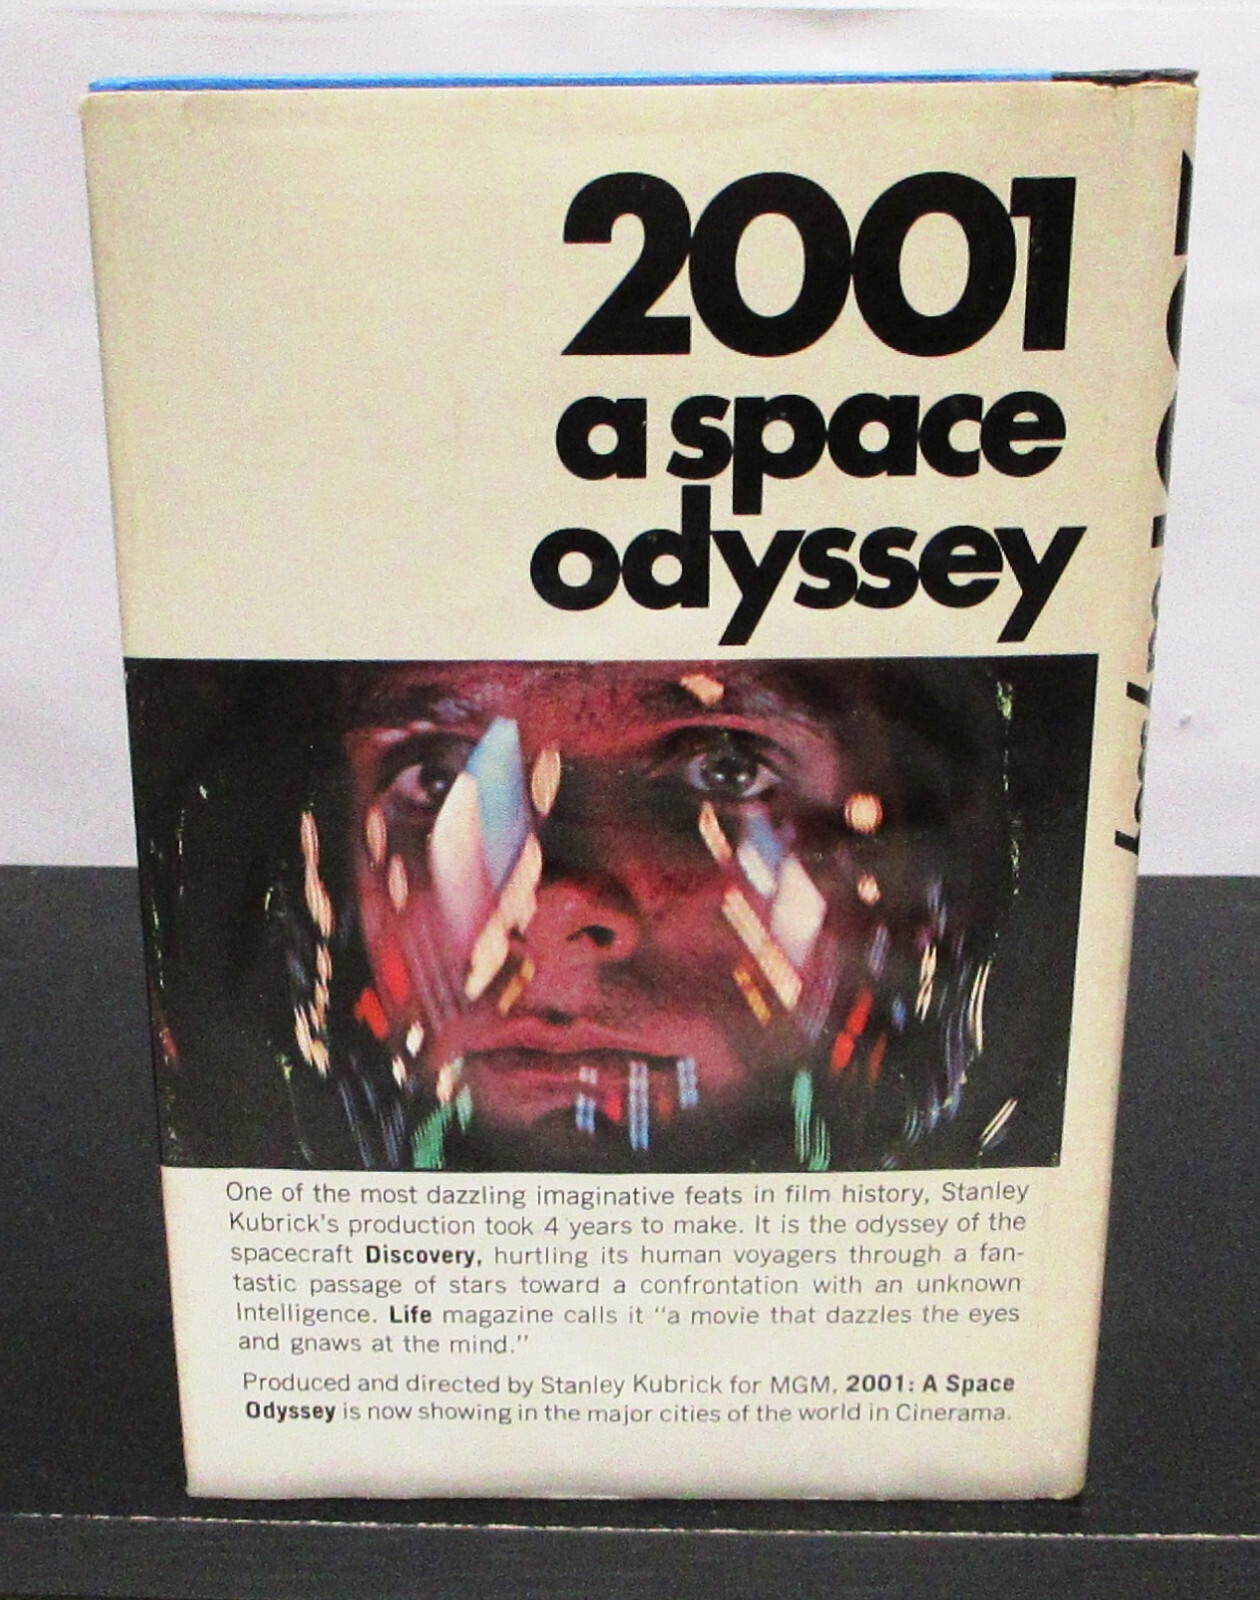 2001
a space
odyssey
One of the most dazzling imaginative feats in film history, Stanley
Kubrick's production took 4 years to make. It is the odyssey of the
spacecraft Discovery, hurtling its human voyagers through a fan-
tastic passage of stars toward a confrontation with an unknown
Intelligence. Life magazine calls it “a movie that dazzles the eyes
and gnaws at the mind.”
Produced and directed by Stanley Kubrick for MGM, 2001: A Space
Odyssey is now showing in the major cities of the world in Cinerama.